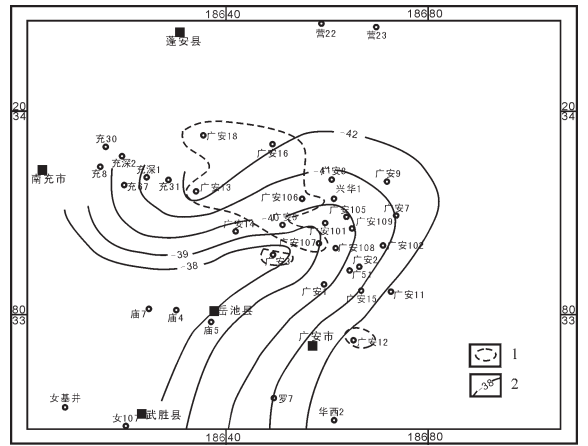 18640
18680
蓬安县
营22
营23
20
34
20
34
-42
广安18
广安16
充30
充深2
充8
充深1
充67
充31
南充市
广安13
-41
广安8
广安9
兴华1
广安106
广安105
广安7
-40
广安14
广安101
广安109
广安107
广安108
广安102
-39
-38
广安2
广51
广安1
广安15
广安11
80
33
80
33
庙7
庙4
岳池县
庙5
广安市
广安12
1
-38
2
女基井
女107
武胜县
罗7
华西2
18640
18680